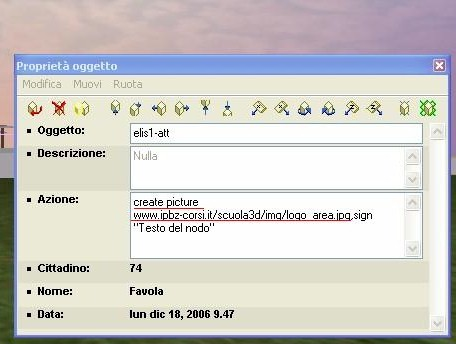 Proprietà oggetto
Modifica Muovi Ruota
Oggetto: elis1-att
Descrizione: Nulla
Azione: create picture
www.ipbz-corsi.it/scuola3d/img/logo_area.jpg,sign
"Testo del nodo"
Cittadino: 74
Nome: Favola
Data: lun dic 18, 2006 9.47